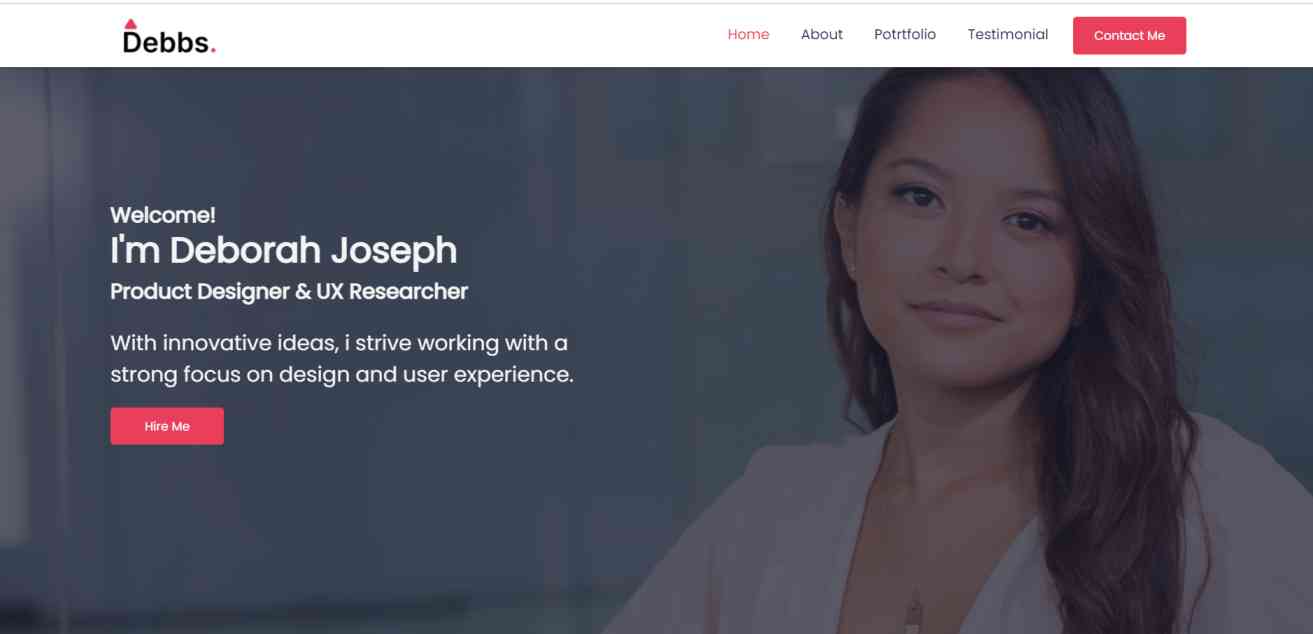 Debbs.
Home About Potrtfolio Testimonial Contact Me
Welcome!
I'm Deborah Joseph
Product Designer & UX Researcher
With innovative ideas, i strive working with a
strong focus on design and user experience.
Hire Me